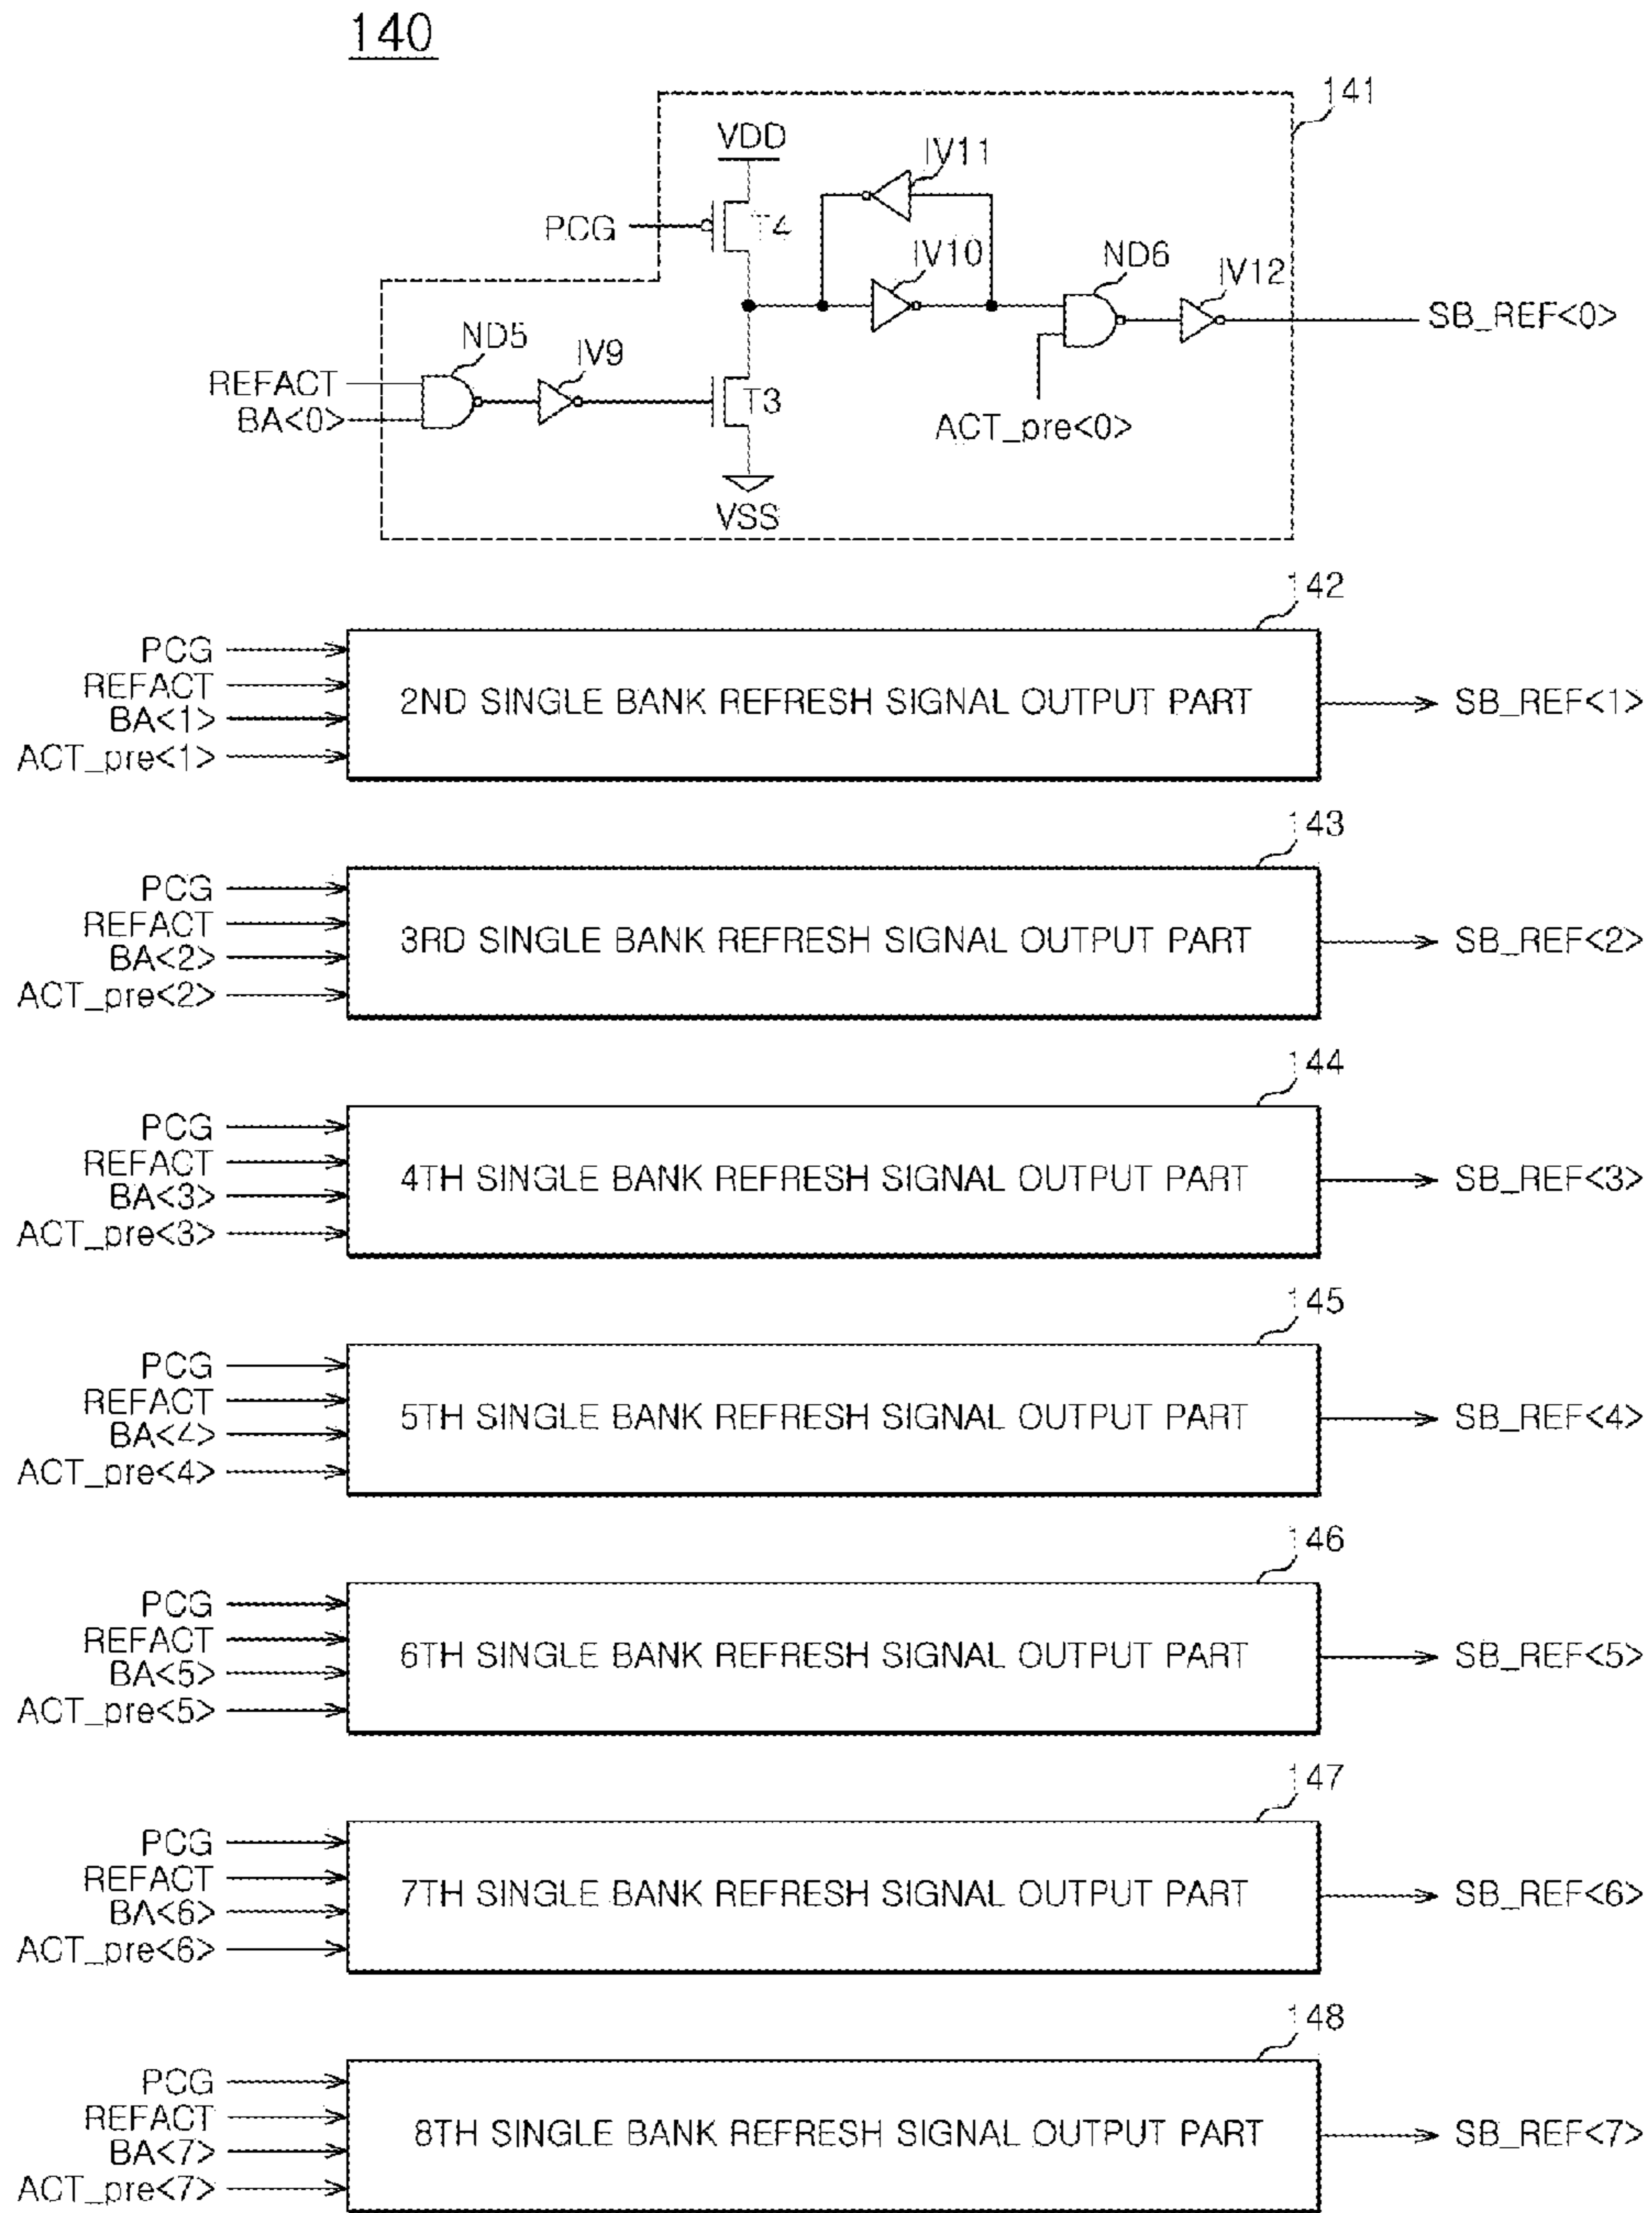 140
141
VDD
IV11
PCG
T4
IV10
ND6
IV12
SB_REF<0>
ND5
IV9
REFACT
T3
BA<0>
ACT_pre<0>
VSS
142
PCG
REFACT
BA<1>
ACT_pre<1>
2ND SINGLE BANK REFRESH SIGNAL OUTPUT PART
SB_REF<1>
143
PCG
REFACT
BA<2>
ACT_pre<2>
3RD SINGLE BANK REFRESH SIGNAL OUTPUT PART
SB_REF<2>
144
PCG
REFACT
BA<3>
ACT_pre<3>
4TH SINGLE BANK REFRESH SIGNAL OUTPUT PART
SB_REF<3>
145
PCG
REFACT
BA<4>
ACT_pre<4>
5TH SINGLE BANK REFRESH SIGNAL OUTPUT PART
SB_REF<4>
146
PCG
REFACT
BA<5>
ACT_pre<5>
6TH SINGLE BANK REFRESH SIGNAL OUTPUT PART
SB_REF<5>
147
PCG
REFACT
BA<6>
ACT_pre<6>
7TH SINGLE BANK REFRESH SIGNAL OUTPUT PART
SB_REF<6>
148
PCG
REFACT
BA<7>
ACT_pre<7>
8TH SINGLE BANK REFRESH SIGNAL OUTPUT PART
SB_REF<7>